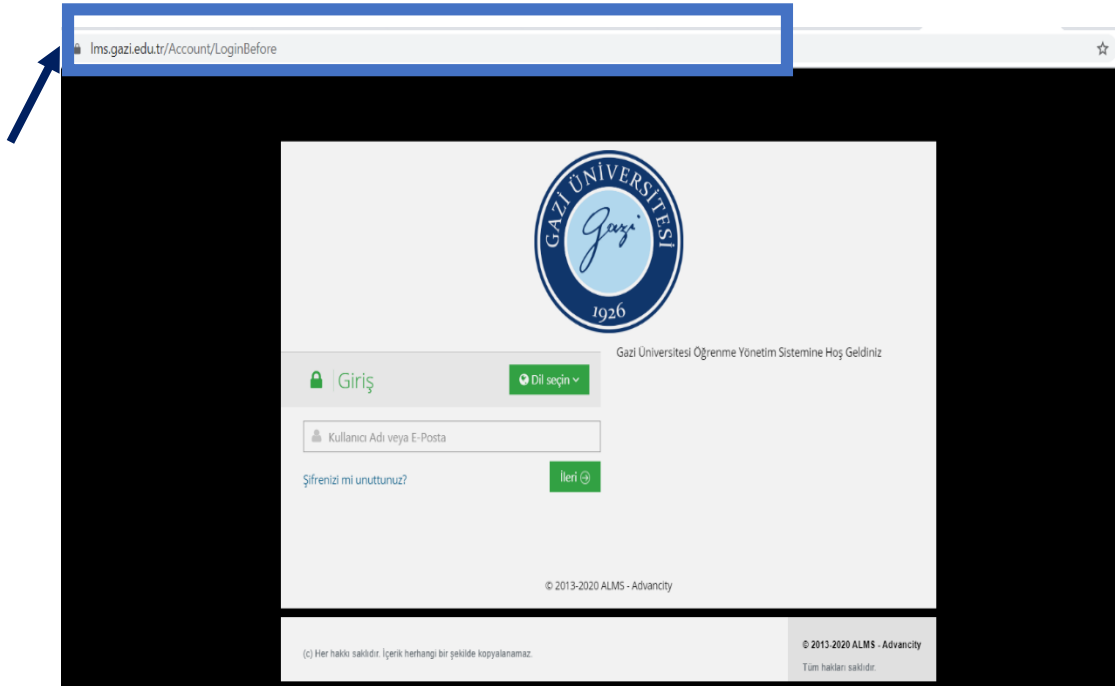 lms.gazi.edu.tr/Account/LoginBefore
GAZİ ÜNİVERSİTESİ
Gazi
1926
Gazi Üniversitesi Öğrenme Yönetim Sistemine Hoş Geldiniz
Giriş
Dil seçin
Kullanıcı Adı veya E-Posta
Şifrenizi mi unuttunuz?
İleri
© 2013-2020 ALMS - Advancity
(c) Her hakkı saklıdır. İçerik herhangi bir şekilde kopyalanamaz.
© 2013-2020 ALMS - Advancity
Tüm hakları saklıdır.